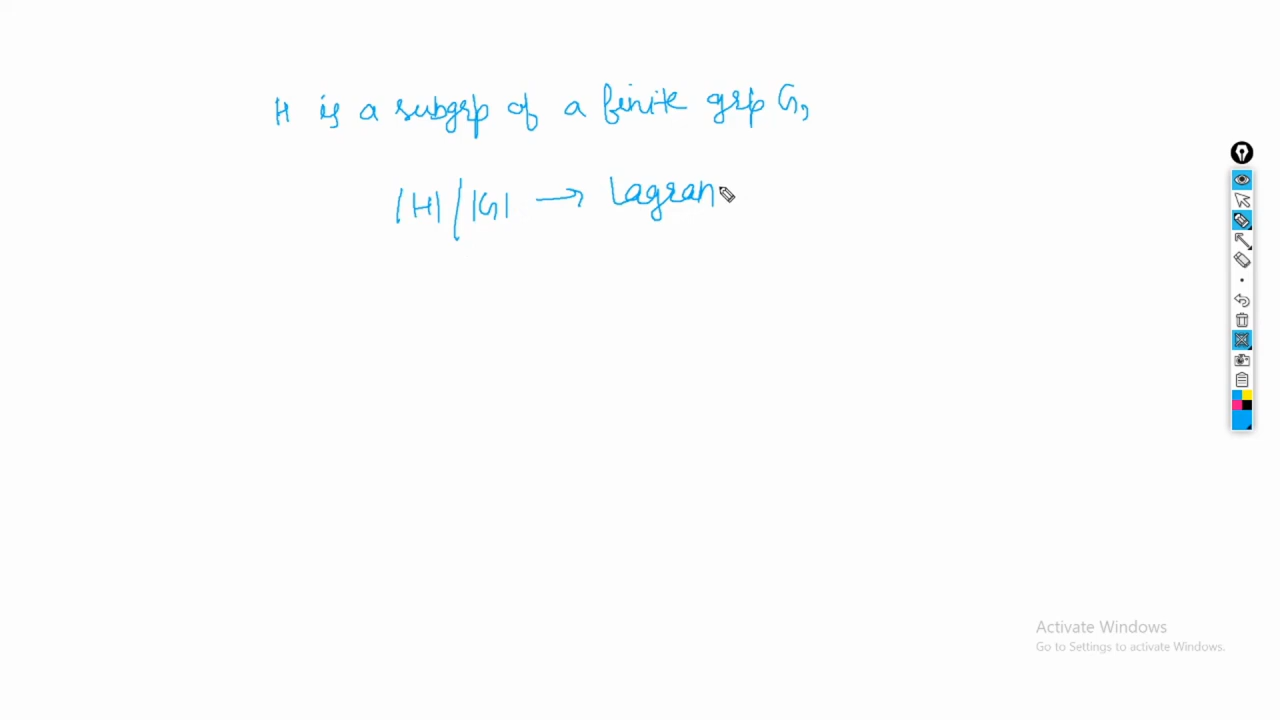 H is a subgrp of a finite grp G,
|H| / |G| → Lagran
Activate Windows
Go to Settings to activate Windows.